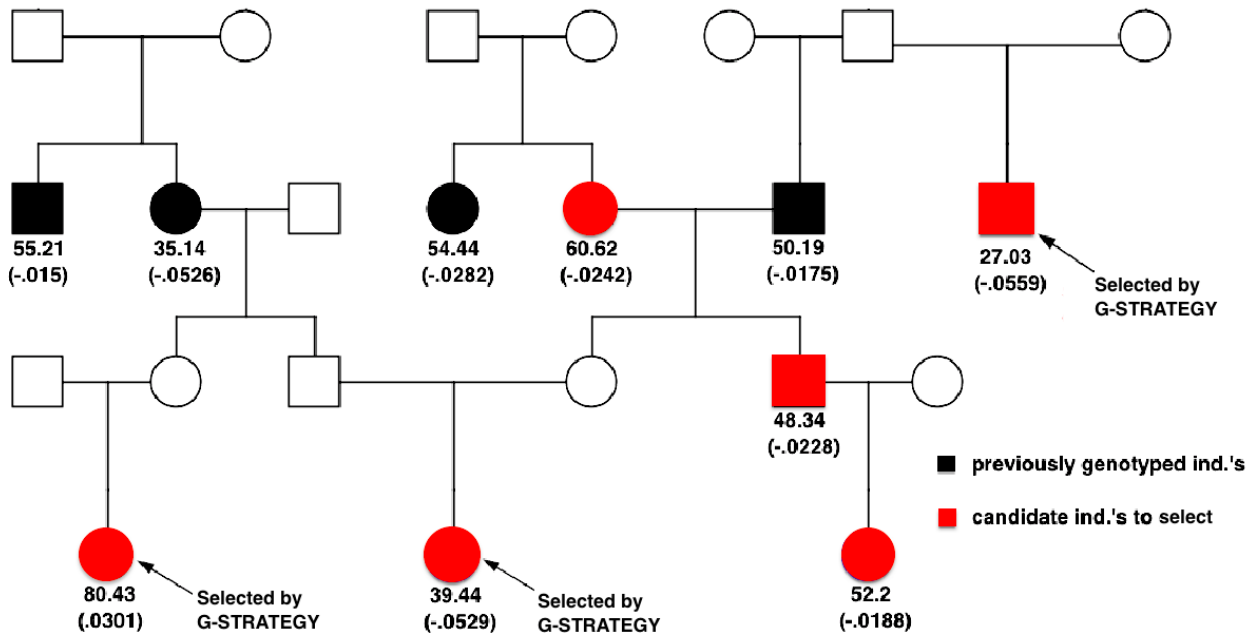 55.21
(-.015)
35.14
(-.0526)
54.44
(-.0282)
60.62
(-.0242)
50.19
(-.0175)
27.03
(-.0559)
Selected by
G-STRATEGY
48.34
(-.0228)
previously genotyped ind.'s
candidate ind.'s to select
80.43
(.0301)
Selected by
G-STRATEGY
39.44
(-.0529)
Selected by
G-STRATEGY
52.2
(-.0188)